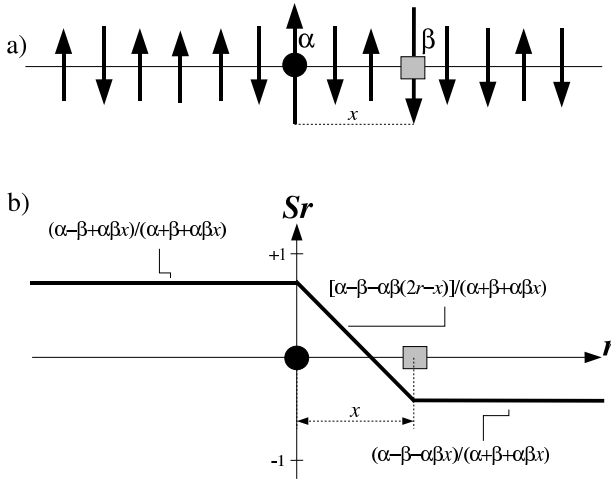 a)
α
β
x
b)
Sr
(α−β+αβx)/(α+β+αβx)
+1
[α−β−αβ(2r−x)]/(α+β+αβx)
r
x
(α−β−αβx)/(α+β+αβx)
-1